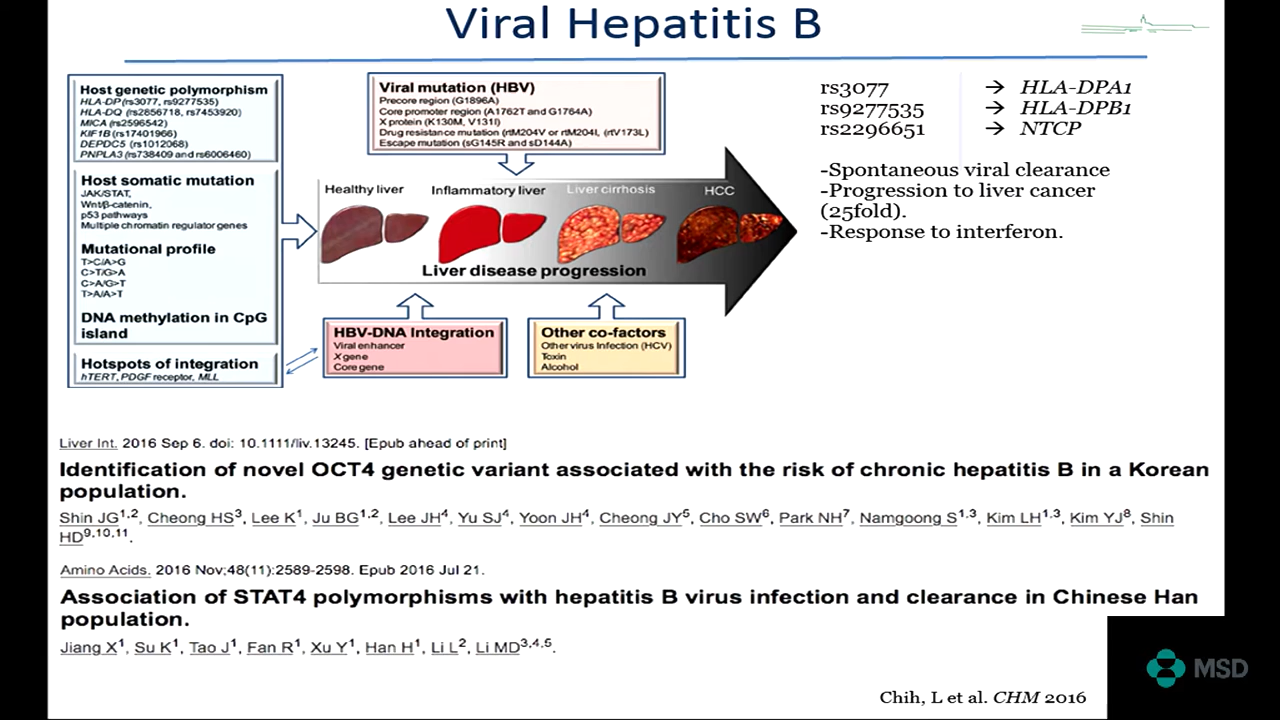 Viral Hepatitis B
Host genetic polymorphism
HLA-DP (rs3077, rs9277535)
HLA-DQ (rs2856718, rs7453920)
MICA (rs2596542)
KIF1B (rs17401966)
DEPDC5 (rs1012068)
PNPLA3 (rs738409 and rs6006460)
Host somatic mutation
JAK/STAT,
Wnt/β-catenin,
p53 pathways
Multiple chromatin regulator genes
Mutational profile
T>C/A>G
C>T/G>A
C>A/G>T
T>A/A>T
DNA methylation in CpG
island
Hotspots of integration
hTERT, PDGF receptor, MLL
Viral mutation (HBV)
Precore region (G1896A)
Core promoter region (A1762T and G1764A)
X protein (K130M, V131I)
Drug resistance mutation (rtM204V or rtM204I, (rtV173L)
Escape mutation (sG145R and sD144A)
Healthy liver
Inflammatory liver
Liver cirrhosis
HCC
Liver disease progression
HBV-DNA Integration
Viral enhancer
X gene
Core gene
Other co-factors
Other virus Infection (HCV)
Toxin
Alcohol
rs3077 → HLA-DPA1
rs9277535 → HLA-DPB1
rs2296651 → NTCP
-Spontaneous viral clearance
-Progression to liver cancer
(25fold).
-Response to interferon.
Liver Int. 2016 Sep 6. doi: 10.1111/liv.13245. [Epub ahead of print]
Identification of novel OCT4 genetic variant associated with the risk of chronic hepatitis B in a Korean
population.
Shin JG1,2, Cheong HS3, Lee K1, Ju BG1,2, Lee JH4, Yu SJ4, Yoon JH4, Cheong JY5, Cho SW6, Park NH7, Namgoong S1,3, Kim LH1,3, Kim YJ8, Shin
HD9,10,11.
Amino Acids. 2016 Nov;48(11):2589-2598. Epub 2016 Jul 21.
Association of STAT4 polymorphisms with hepatitis B virus infection and clearance in Chinese Han
population.
Jiang X1, Su K1, Tao J1, Fan R1, Xu Y1, Han H1, Li L2, Li MD3,4,5.
Chih, L et al. CHM 2016
MSD